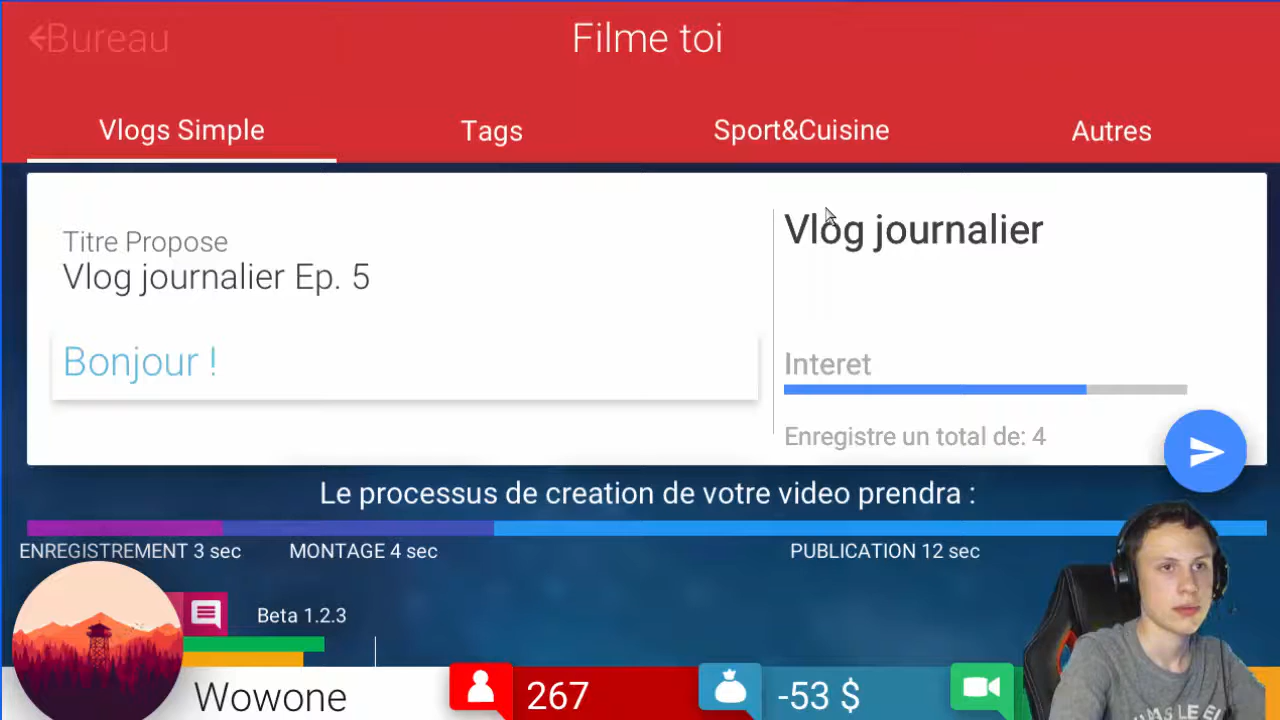 Bureau
Filme toi
Vlogs Simple
Tags
Sport&Cuisine
Autres
Titre Propose
Vlog journalier Ep. 5
Bonjour !
Vlog journalier
Interet
Enregistre un total de: 4
Le processus de creation de votre video prendra :
ENREGISTREMENT 3 sec
MONTAGE 4 sec
PUBLICATION 12 sec
Beta 1.2.3
Wowone
267
-53 $